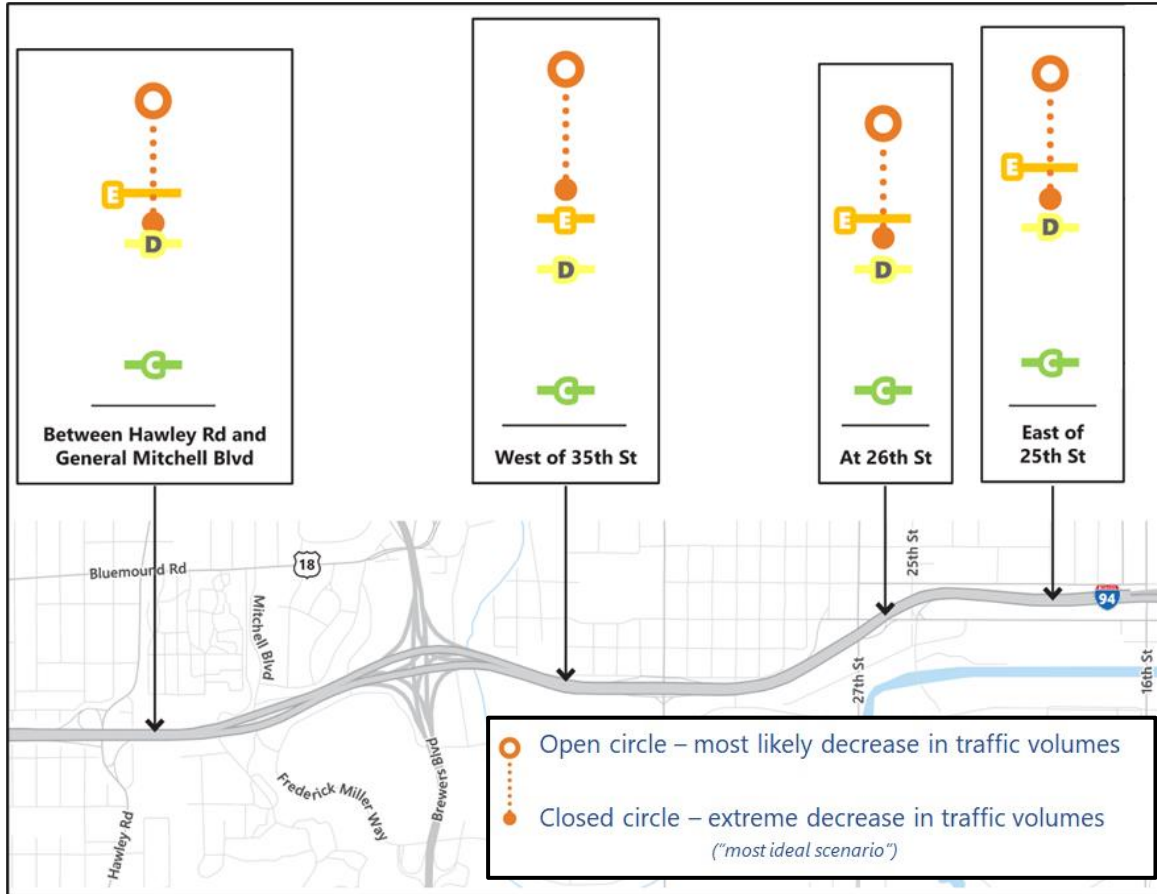 E
D
C
Between Hawley Rd and
General Mitchell Blvd
E
D
C
West of 35th St
E
D
C
At 26th St
E
D
C
East of
25th St
Bluemound Rd
18
Mitchell Blvd
25th St
94
27th St
16th St
Hawley Rd
Frederick Miller Way
Brewers Blvd
Open circle – most likely decrease in traffic volumes
Closed circle – extreme decrease in traffic volumes
("most ideal scenario")